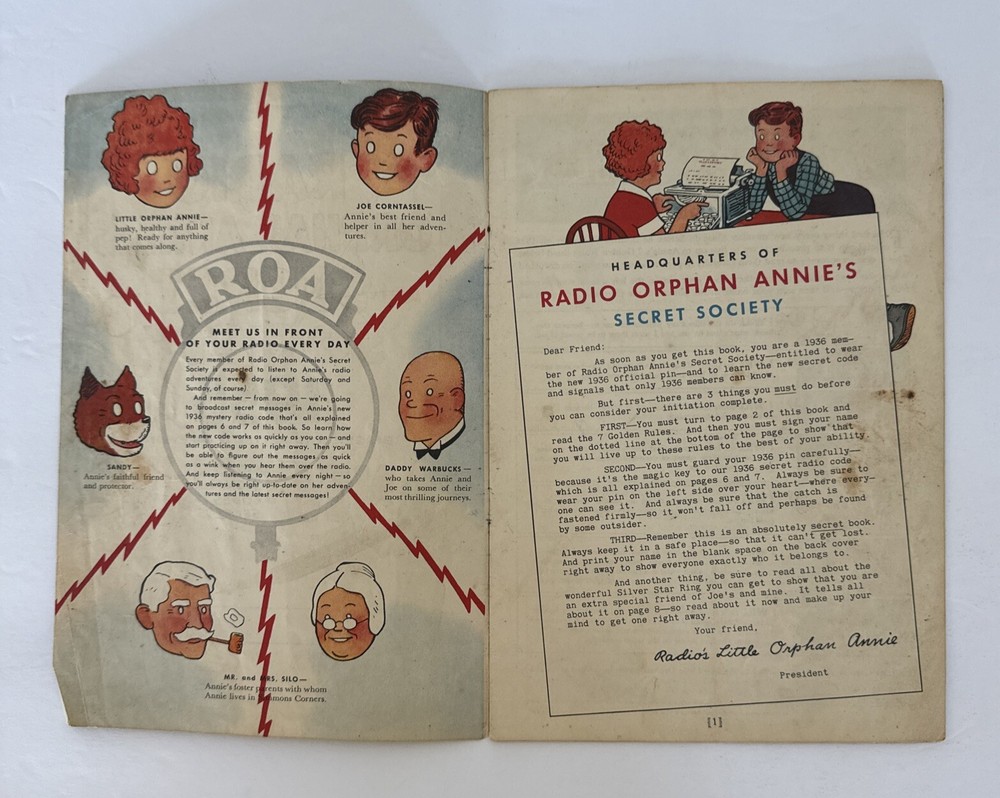 LITTLE ORPHAN ANNIE—
husky, healthy and full of
pep! Ready for anything
that comes along.
JOE CORNTASSEL—
Annie's best friend and
helper in all her adven-
tures.
ROA
MEET US IN FRONT
OF YOUR RADIO EVERY DAY
Every member of Radio Orphan Annie's Secret
Society is expected to listen to Annie's radio
adventures every day (except Saturday and
Sunday, of course).
And remember — from now on — we're going
to broadcast secret messages in Annie's new
1936 mystery radio code that's all explained
on pages 6 and 7 of this book. So learn how
the new code works as quickly as you can — and
start practicing up on it right away. Then you'll
be able to figure out the messages as quick
as a wink when you hear them over the radio.
And keep listening to Annie every night — so
you'll always be right up-to-date on her adven-
tures and the latest secret messages!
SANDY—
Annie's faithful friend
and protector.
DADDY WARBUCKS—
who takes Annie and
Joe on some of their
most thrilling journeys.
MR. and MRS. SILO—
Annie's foster parents with whom
Annie lives in Simmons Corners.
HEADQUARTERS OF
RADIO ORPHAN ANNIE'S
SECRET SOCIETY
Dear Friend:
As soon as you get this book, you are a 1936 mem-
ber of Radio Orphan Annie's Secret Society—entitled to wear
the new 1936 official pin—and to learn the new secret code
and signals that only 1936 members can know.
But first—there are 3 things you must do before
you can consider your initiation complete.
FIRST—You must turn to page 2 of this book and
read the 7 Golden Rules. And then you must sign your name
on the dotted line at the bottom of the page to show that
you will live up to these rules to the best of your ability.
SECOND—You must guard your 1936 pin carefully—
because it's the magic key to our 1936 secret radio code
which is all explained on pages 6 and 7. Always be sure to
wear your pin on the left side over your heart—where every-
one can see it. And always be sure that the catch is
fastened firmly—so it won't fall off and perhaps be found
by some outsider.
THIRD—Remember this is an absolutely secret book.
Always keep it in a safe place—so that it can't get lost.
And print your name in the blank space on the back cover
right away to show everyone exactly who it belongs to.
And another thing, be sure to read all about the
wonderful Silver Star Ring you can get to show that you are
an extra special friend of Joe's and mine. It tells all
about it on page 8—so read about it now and make up your
mind to get one right away.
Your friend,
Radio's Little Orphan Annie
President
[1]